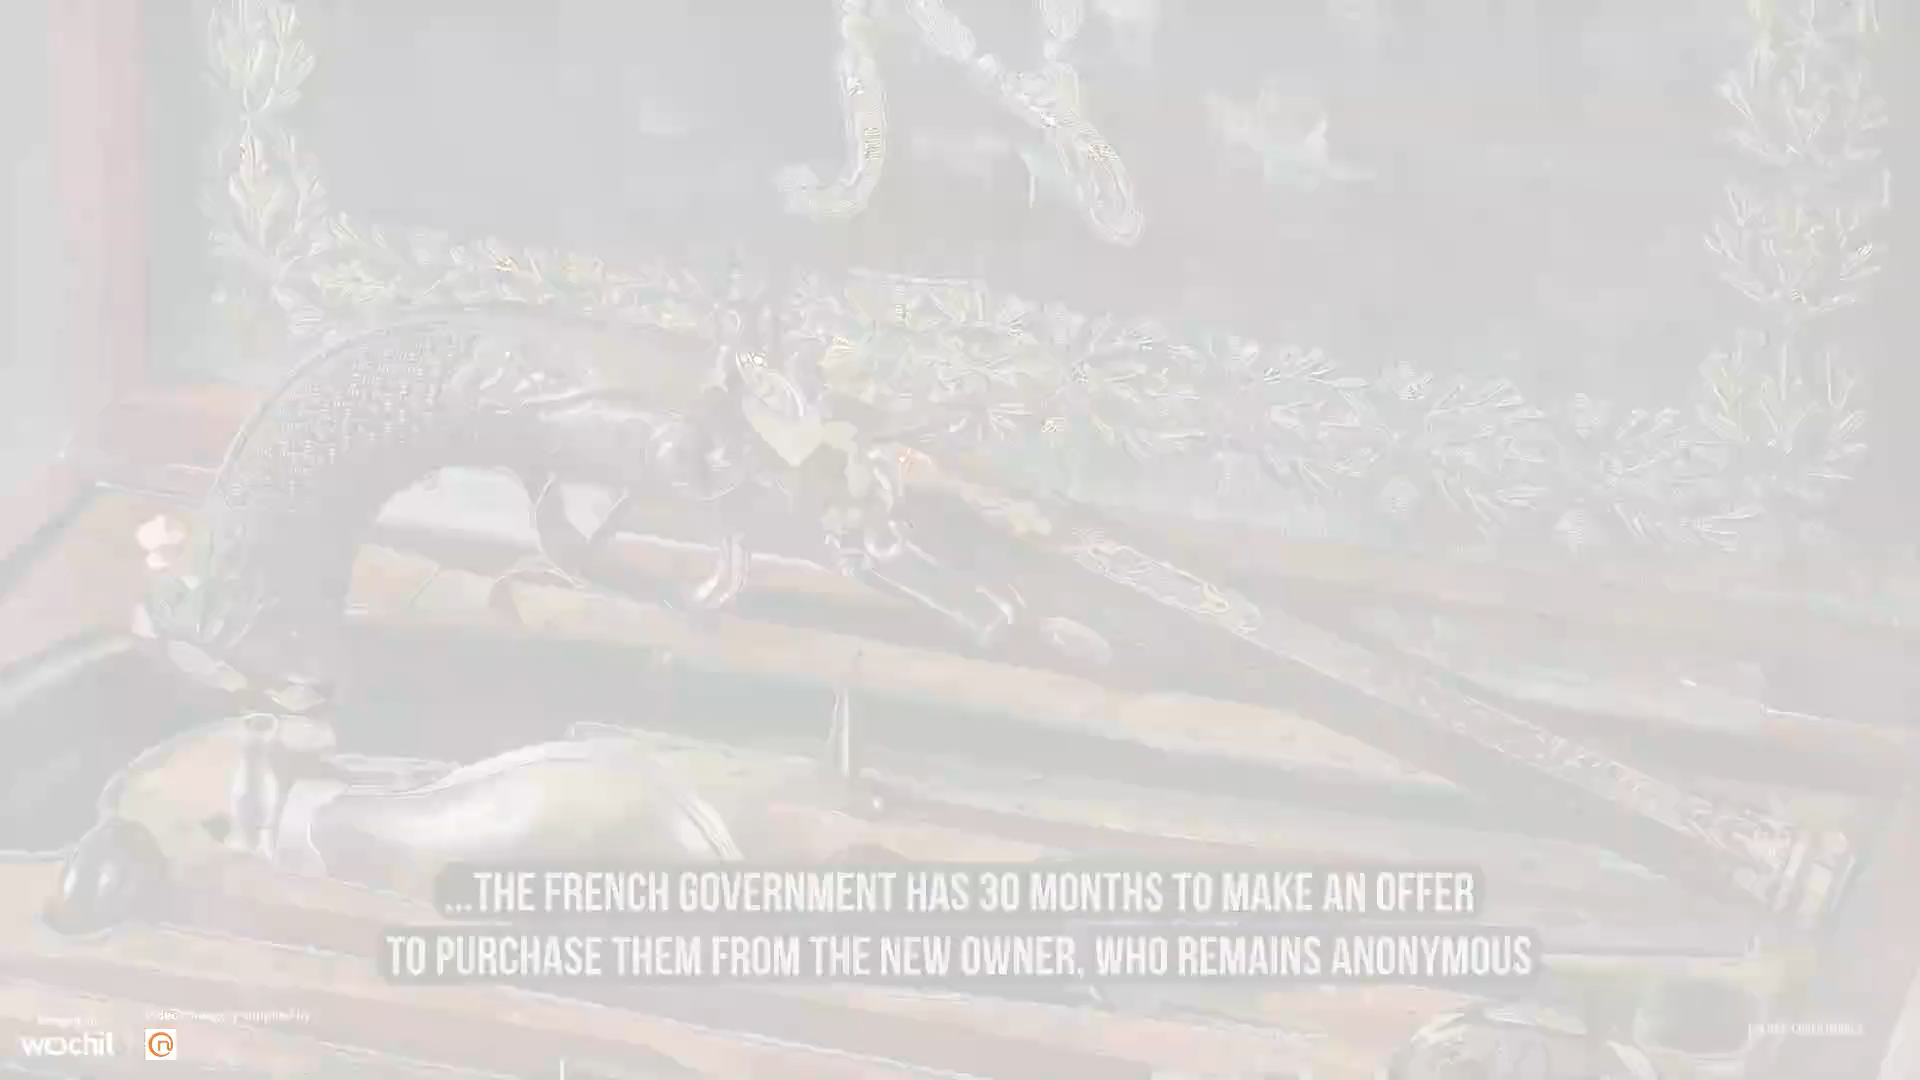 ...THE FRENCH GOVERNMENT HAS 30 MONTHS TO MAKE AN OFFER
TO PURCHASE THEM FROM THE NEW OWNER, WHO REMAINS ANONYMOUS
wochit
n